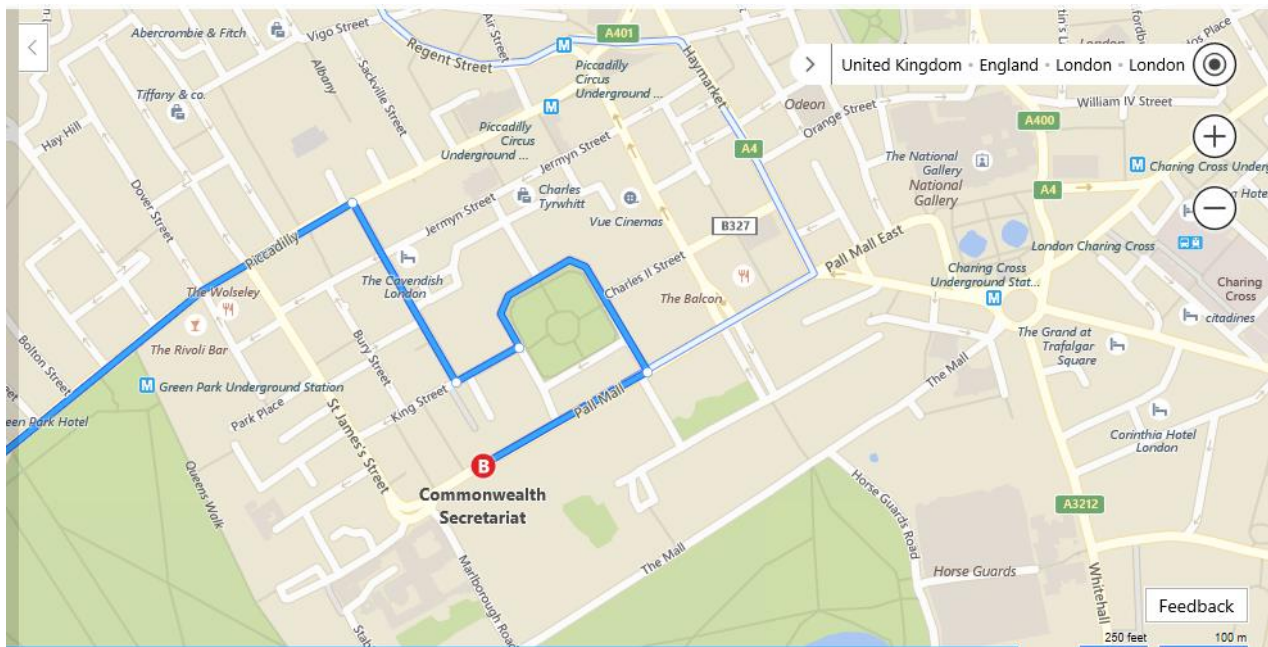 Abercrombie & Fitch
Vigo Street
Air Street
A401
Regent Street
Haymarket
Piccadilly
Circus
Underground ...
United Kingdom • England • London • London
London
Albany
Sackville Street
Tiffany & co.
Hay Hill
Odeon
Orange Street
William IV Street
A400
Piccadilly
Circus
Underground ...
Jermyn Street
A4
The National
Gallery
National
Gallery
A4
Charing Cross Underg
Dover Street
Charles
Tyrwhitt
Vue Cinemas
B327
Jermyn Street
Piccadilly
The Cavendish
London
Charles II Street
Pall Mall East
London Charing Cross
Charing Cross
Underground Stat...
The Wolseley
The Rivoli Bar
The Balcon
Charing
Cross
citadines
Bolton Street
Bury Street
The Grand at
Trafalgar
Square
Green Park Underground Station
Park Place
King Street
Pall Mall
The Mall
een Park Hotel
St James's Street
Queens Walk
Corinthia Hotel
London
B
Commonwealth
Secretariat
Horse Guards Road
A3212
The Mall
Marlborough Road
Horse Guards
Whitehall
Stab
Feedback
250 feet
100 m